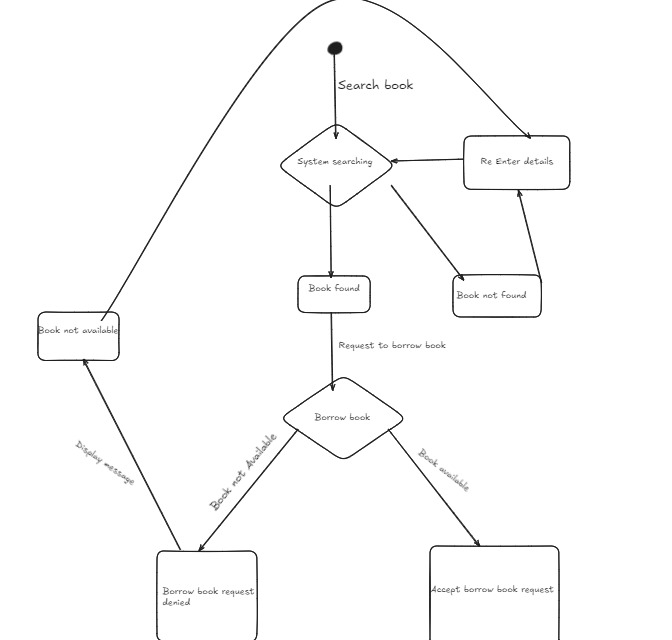 Search book
System searching
Re Enter details
Book found
Book not found
Book not available
Request to borrow book
Borrow book
Book not Available
Book available
Display message
Borrow book request
denied
Accept borrow book request